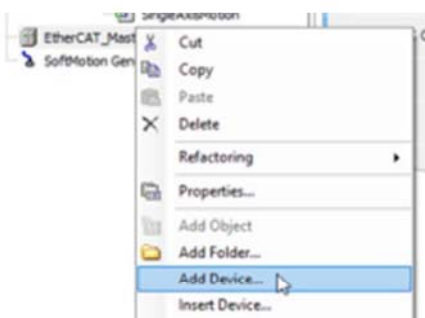 SingleAxisMotion
EtherCAT_Mast
SoftMotion Gen
Cut
Copy
Paste
Delete
Refactoring
Properties...
Add Object
Add Folder...
Add Device...
Insert Device...